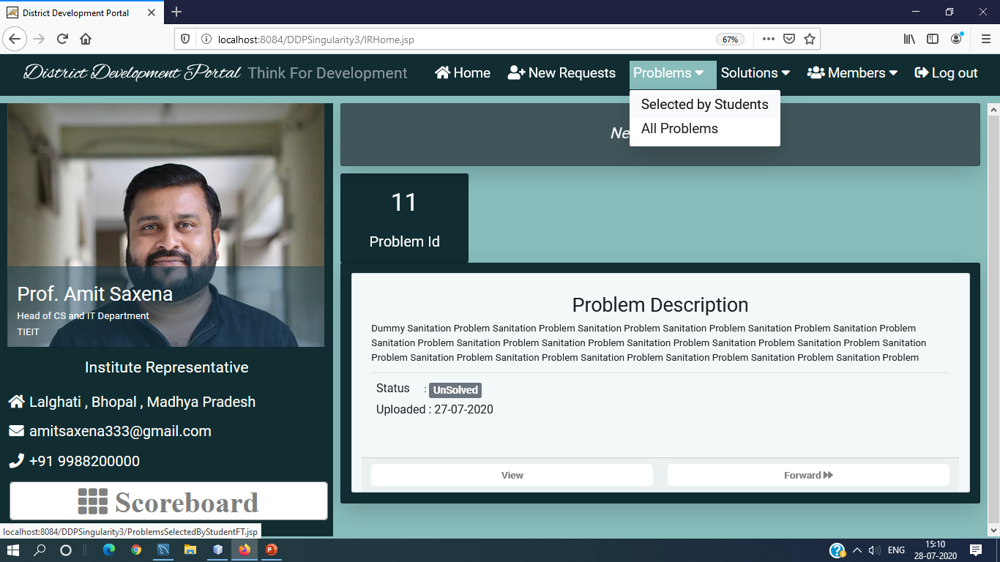 District Development Portal
localhost:8084/DDPSingularity3/IRHome.jsp
67%
District Development Portal Think For Development
Home
New Requests
Problems
Solutions
Members
Log out
Selected by Students
All Problems
Ne
Prof. Amit Saxena
Head of CS and IT Department
TIEIT
Institute Representative
Lalghati , Bhopal , Madhya Pradesh
amitsaxena333@gmail.com
+91 9988200000
Scoreboard
11
Problem Id
Problem Description
Dummy Sanitation Problem Sanitation Problem Sanitation Problem Sanitation Problem Sanitation Problem Sanitation Problem
Sanitation Problem Sanitation Problem Sanitation Problem Sanitation Problem Sanitation Problem Sanitation Problem Sanitation
Problem Sanitation Problem Sanitation Problem Sanitation Problem Sanitation Problem Sanitation Problem Sanitation Problem
Status : UnSolved
Uploaded : 27-07-2020
View
Forward
localhost:8084/DDPSingularity3/ProblemsSelectedByStudentFT.jsp
ENG
15:10
28-07-2020